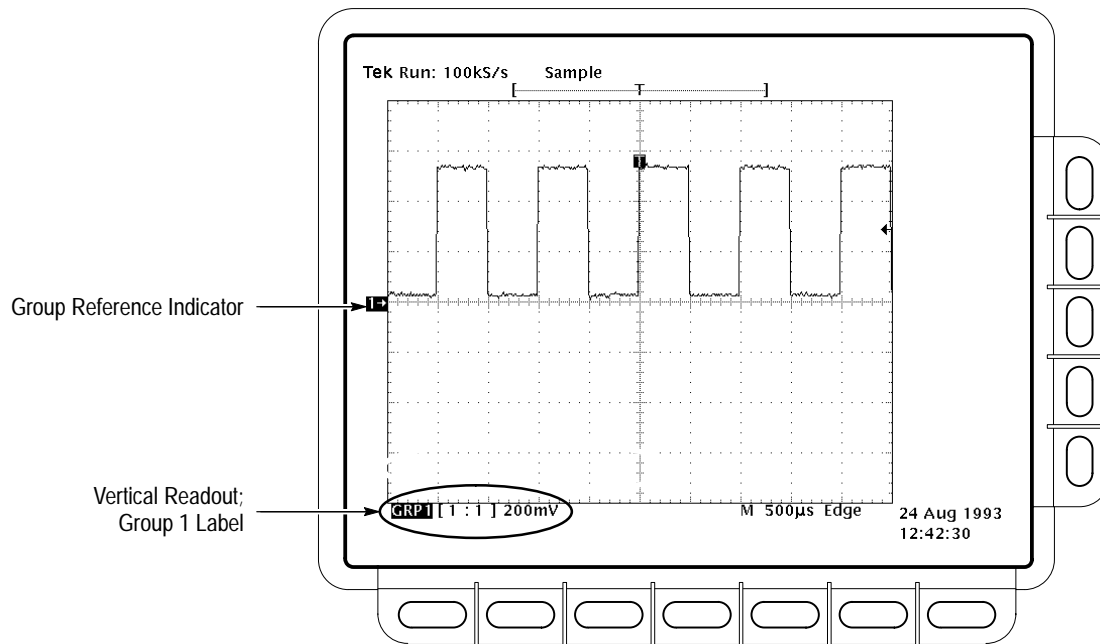 Tek Run: 100kS/s Sample
[ T ]
T
Group Reference Indicator
1→
Vertical Readout;
Group 1 Label
GRP1 [ 1 : 1 ] 200mV M 500µs Edge
24 Aug 1993
12:42:30